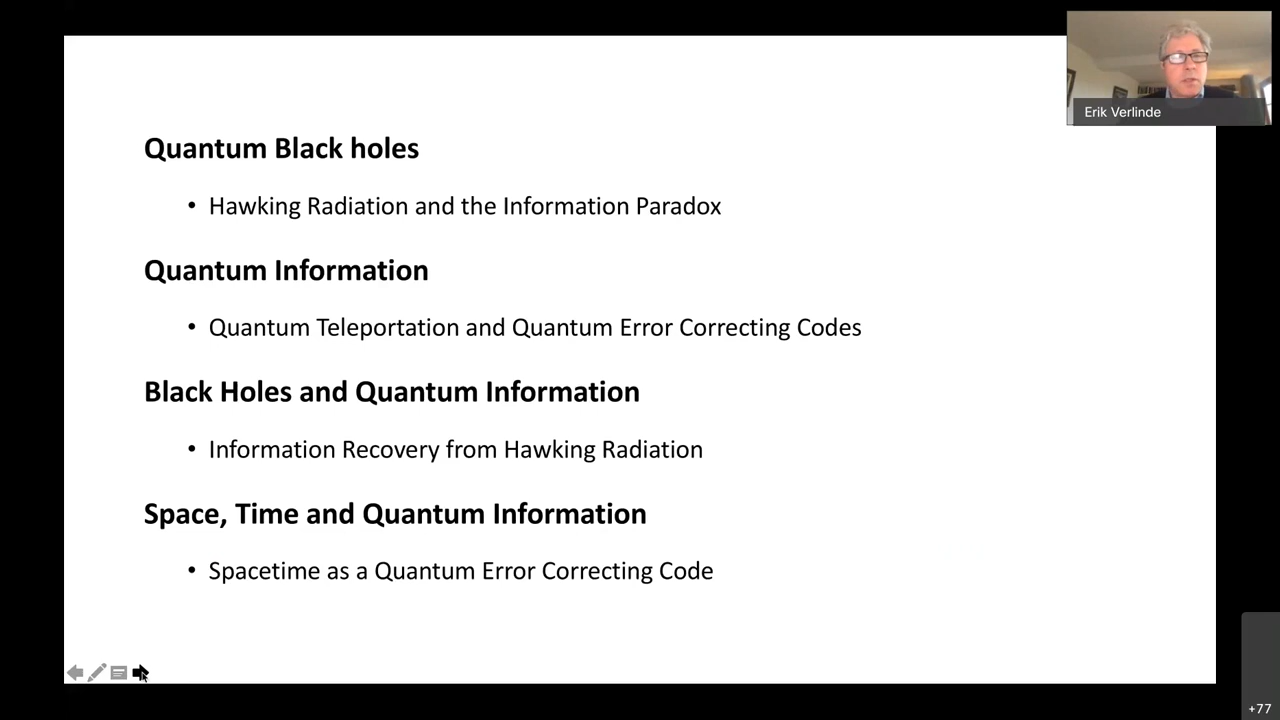 Erik Verlinde
Quantum Black holes
• Hawking Radiation and the Information Paradox
Quantum Information
• Quantum Teleportation and Quantum Error Correcting Codes
Black Holes and Quantum Information
• Information Recovery from Hawking Radiation
Space, Time and Quantum Information
• Spacetime as a Quantum Error Correcting Code
+77